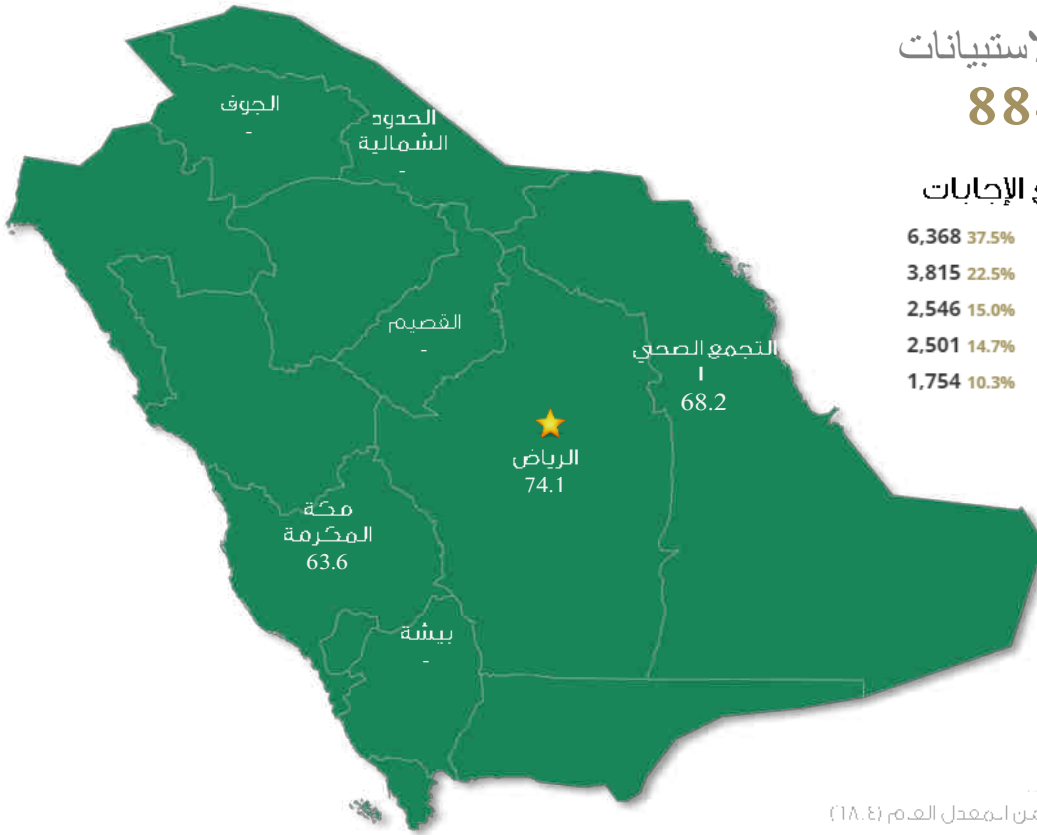 الاستبيانات
884
الإجابات
6,368 37.5%
3,815 22.5%
2,546 15.0%
2,501 14.7%
1,754 10.3%
الجوف
-
الحدود
الشمالية
-
القصيم
-
التجمع الصحي
ا
68.2
الرياض
74.1
مكة
المكرمة
63.6
بيشة
-
المعدل العام (٦٨.٤)